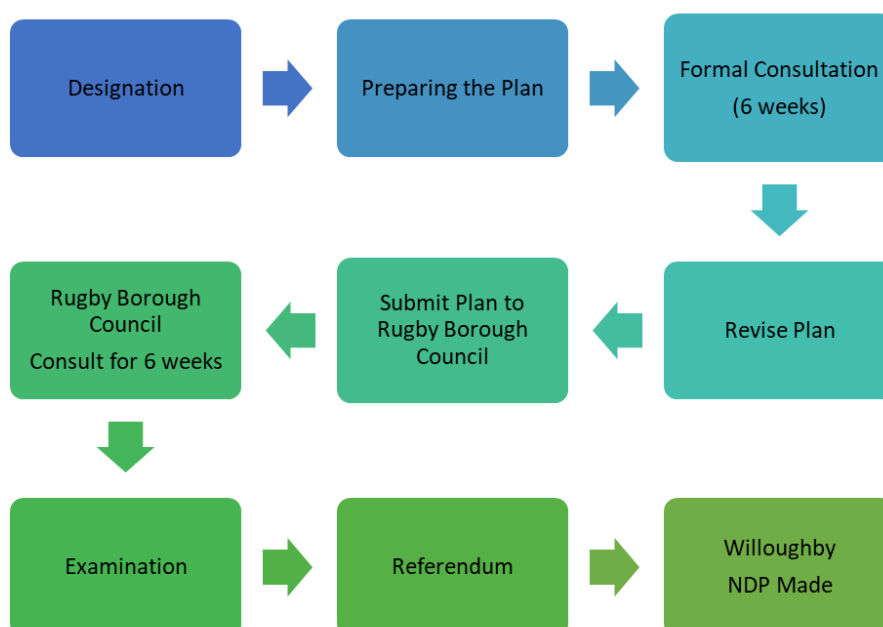 Designation
Preparing the Plan
Formal Consultation
(6 weeks)
Revise Plan
Submit Plan to
Rugby Borough
Council
Rugby Borough
Council
Consult for 6 weeks
Examination
Referendum
Willoughby
NDP Made